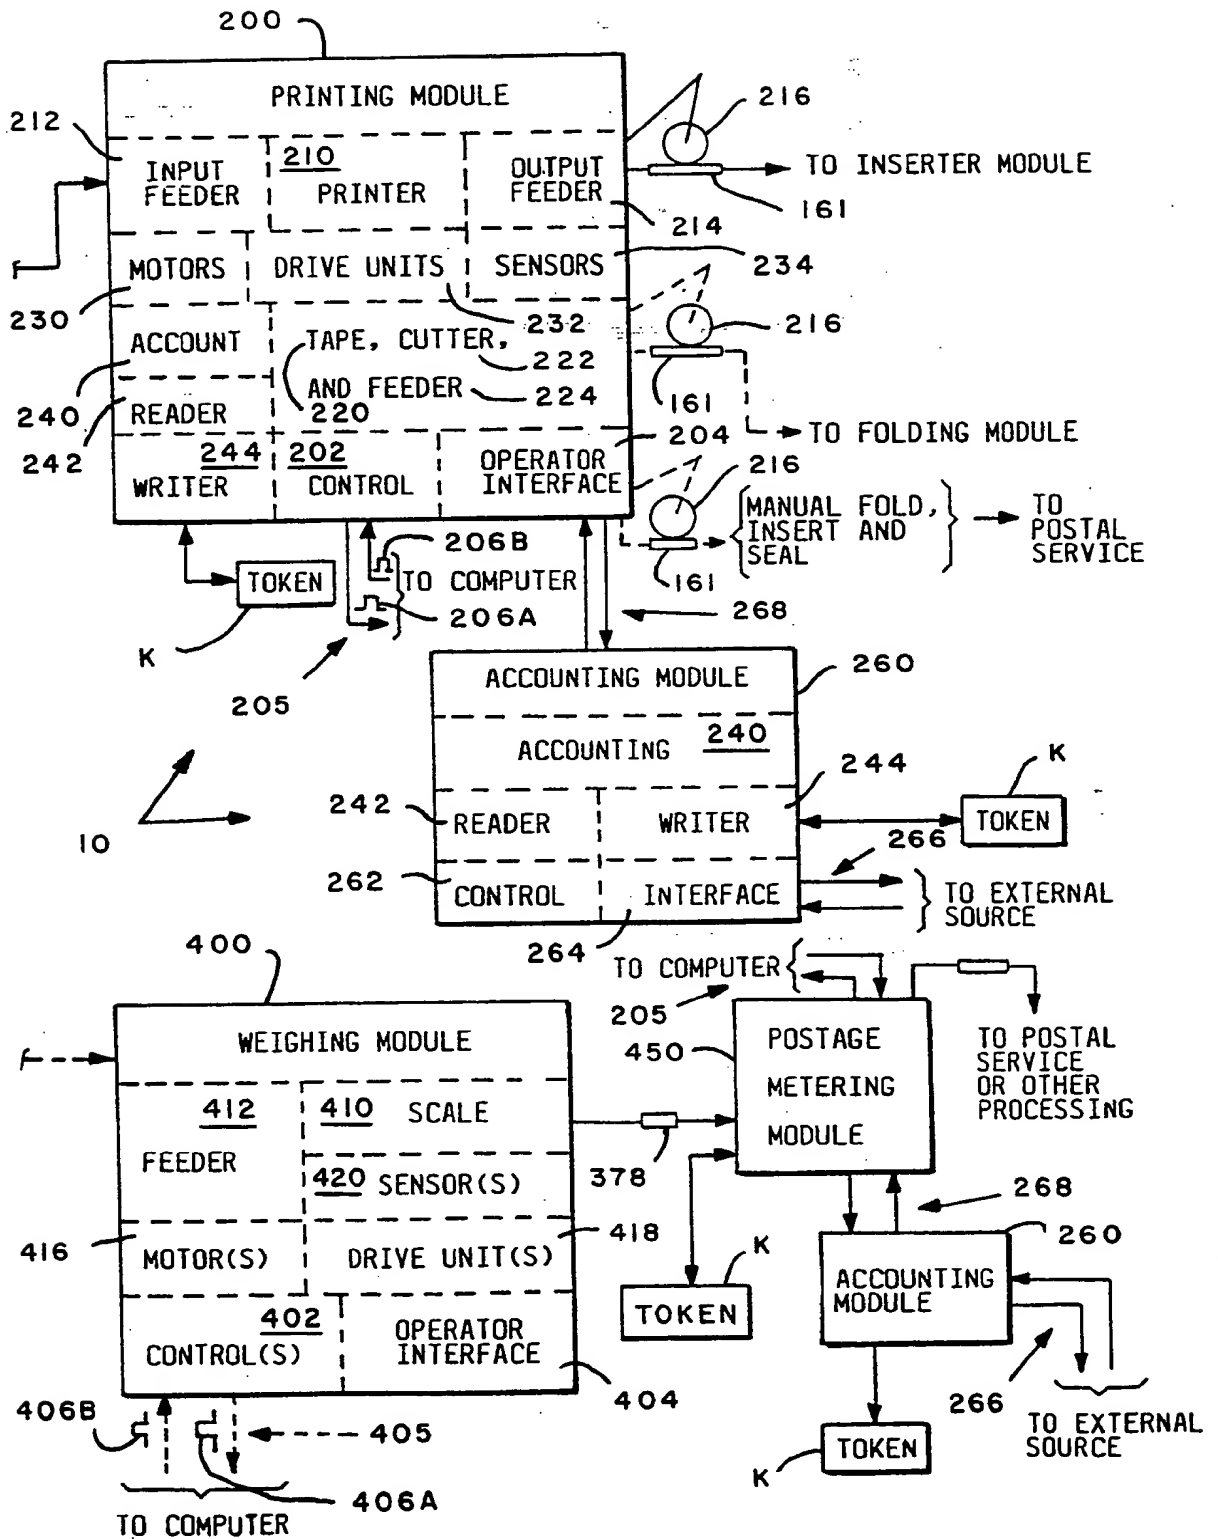 200
PRINTING MODULE
212
INPUT
FEEDER
210
PRINTER
OUTPUT
FEEDER
214
216
TO INSERTER MODULE
161
MOTORS
230
DRIVE UNITS
232
SENSORS
234
ACCOUNT
240
READER
242
TAPE, CUTTER,
222
AND FEEDER
224
220
216
161
TO FOLDING MODULE
244
WRITER
202
CONTROL
OPERATOR
INTERFACE
204
216
161
MANUAL FOLD,
INSERT AND
SEAL
TO
POSTAL
SERVICE
TOKEN
K
206B
TO COMPUTER
206A
205
268
10
ACCOUNTING MODULE
260
ACCOUNTING
240
242
READER
WRITER
244
K
TOKEN
262
CONTROL
INTERFACE
264
266
TO EXTERNAL
SOURCE
400
WEIGHING MODULE
412
FEEDER
410
SCALE
420
SENSOR(S)
416
MOTOR(S)
DRIVE UNIT(S)
418
402
CONTROL(S)
OPERATOR
INTERFACE
404
406B
405
406A
TO COMPUTER
378
TO COMPUTER
205
450
POSTAGE
METERING
MODULE
TO POSTAL
SERVICE
OR OTHER
PROCESSING
K
TOKEN
268
260
ACCOUNTING
MODULE
266
TO EXTERNAL
SOURCE
K
TOKEN